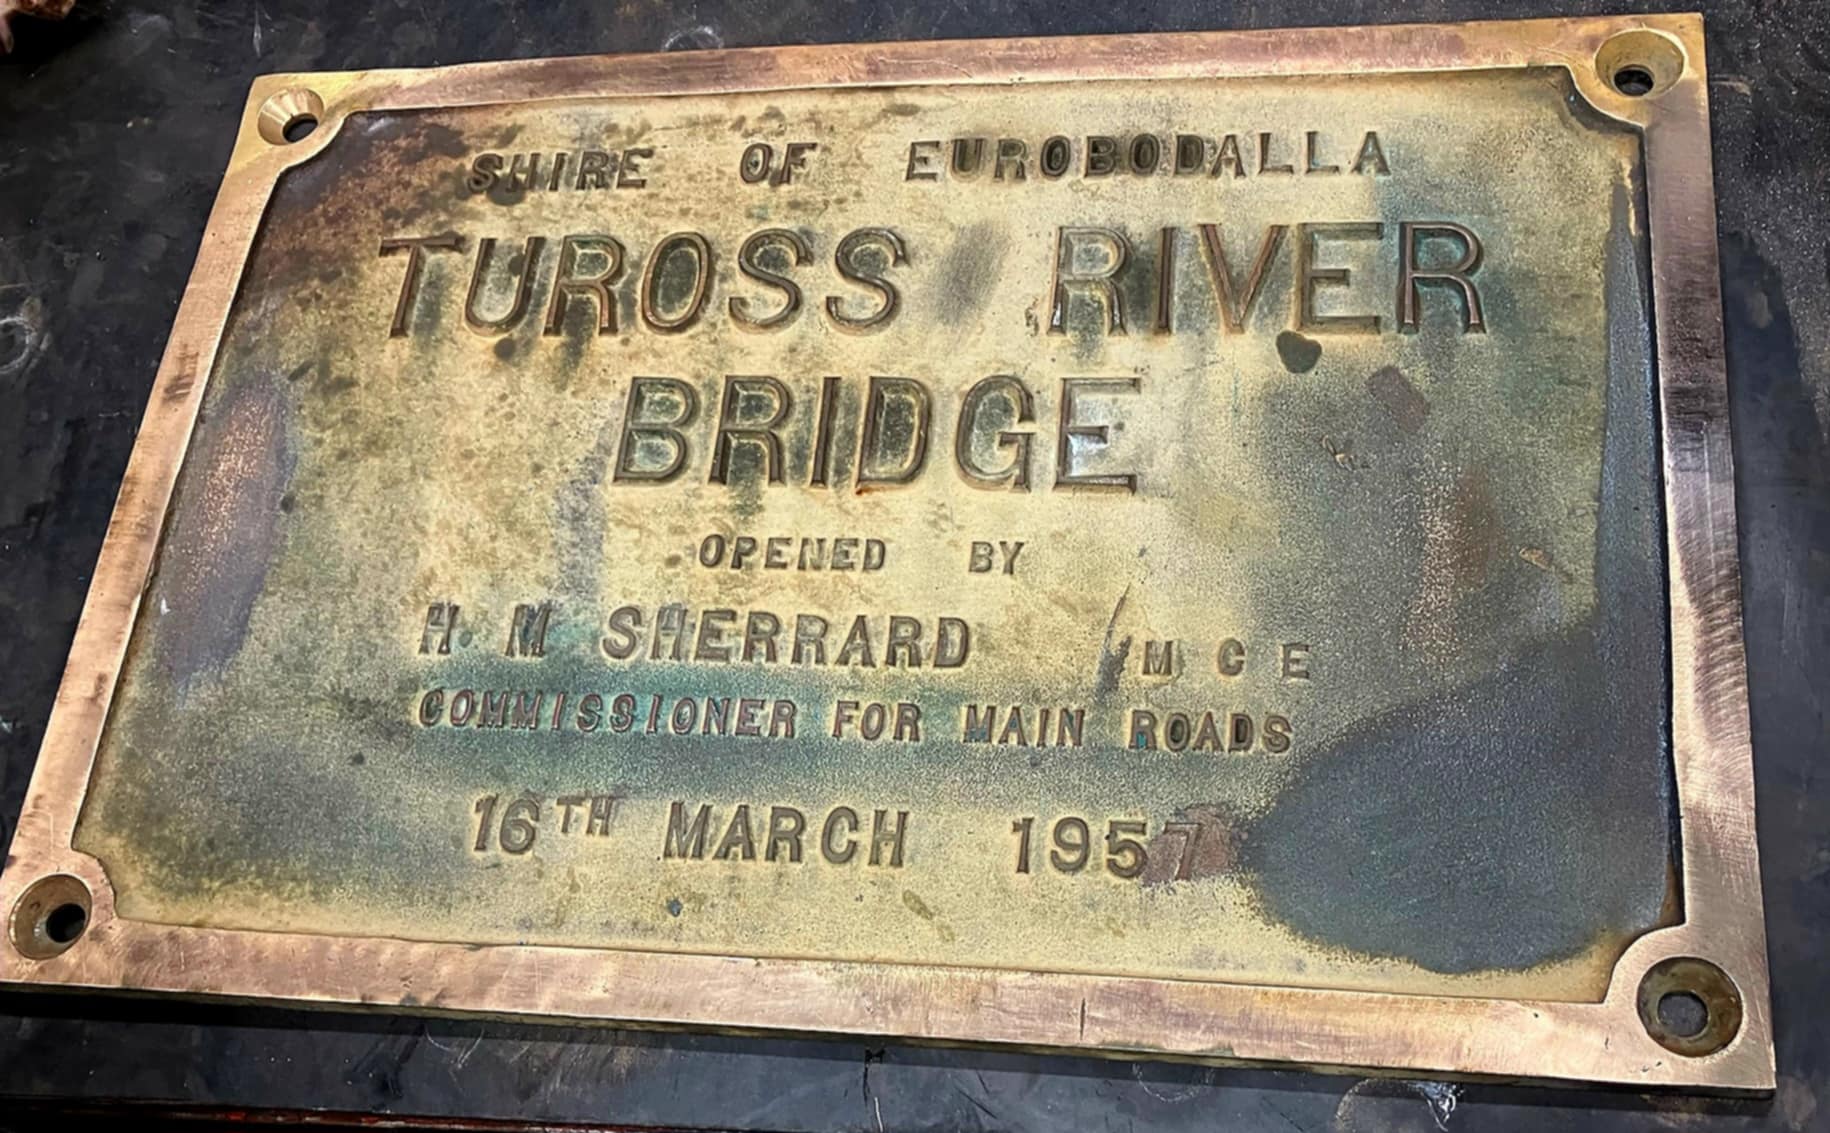 SHIRE OF EUROBODALLA
TUROSS RIVER
BRIDGE
OPENED BY
H. M SHERRARD M C E
COMMISSIONER FOR MAIN ROADS
16TH MARCH 1957